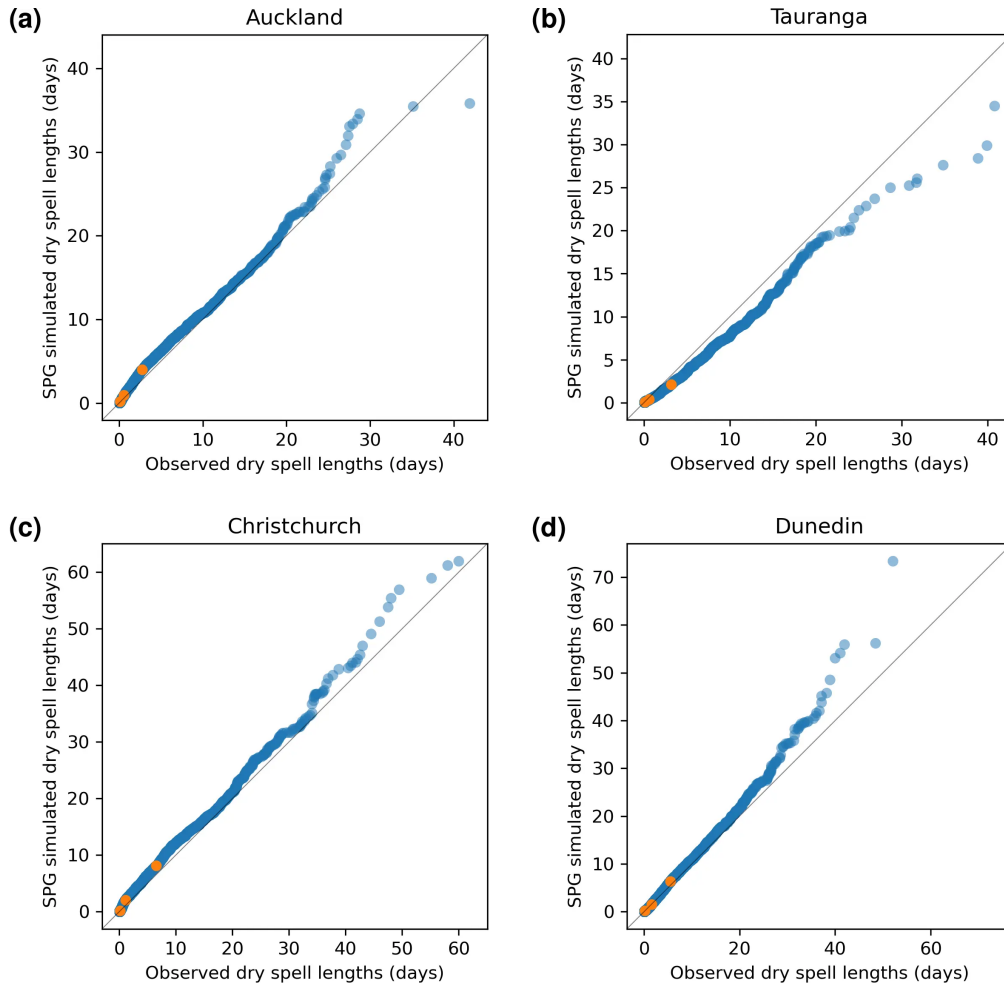 (a)
Auckland
SPG simulated dry spell lengths (days)
40
30
20
10
0
0 10 20 30 40
Observed dry spell lengths (days)
(b)
Tauranga
SPG simulated dry spell lengths (days)
40
35
30
25
20
15
10
5
0
0 10 20 30 40
Observed dry spell lengths (days)
(c)
Christchurch
SPG simulated dry spell lengths (days)
60
50
40
30
20
10
0
0 10 20 30 40 50 60
Observed dry spell lengths (days)
(d)
Dunedin
SPG simulated dry spell lengths (days)
70
60
50
40
30
20
10
0
0 20 40 60
Observed dry spell lengths (days)